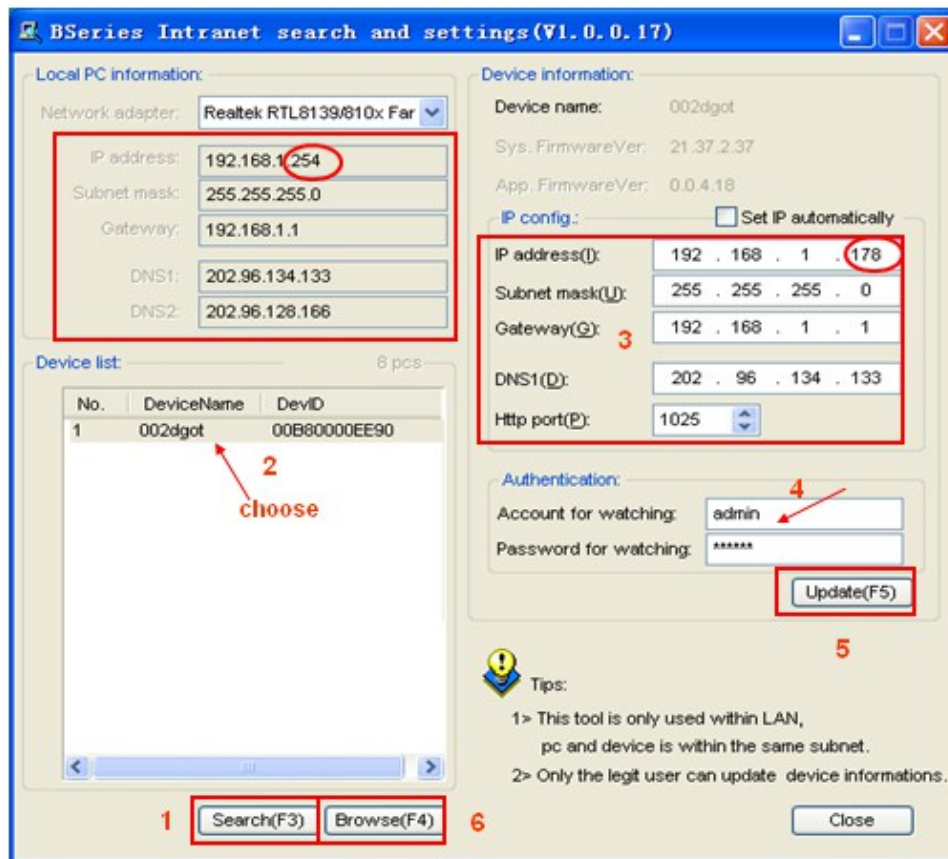 BSeries Intranet search and settings(V1.0.0.17)
Local PC information:
Network adapter: Realtek RTL8139/810x Far
IP address: 192.168.1.254
Subnet mask: 255.255.255.0
Gateway: 192.168.1.1
DNS1: 202.96.134.133
DNS2: 202.96.128.166
Device list: 8 pcs
No. DeviceName DevID
1 002dgot 00B80000EE90
2
choose
1 Search(F3) Browse(F4) 6
Device information:
Device name: 002dgot
Sys. FirmwareVer: 21.37.2.37
App. FirmwareVer: 0.0.4.18
IP config.: Set IP automatically
IP address(I): 192 . 168 . 1 . 178
Subnet mask(U): 255 . 255 . 255 . 0
Gateway(G): 192 . 168 . 1 . 1
3
DNS1(D): 202 . 96 . 134 . 133
Http port(P): 1025
Authentication:
4
Account for watching: admin
Password for watching: ******
Update(F5)
5
Tips:
1> This tool is only used within LAN,
pc and device is within the same subnet.
2> Only the legit user can update device informations.
Close